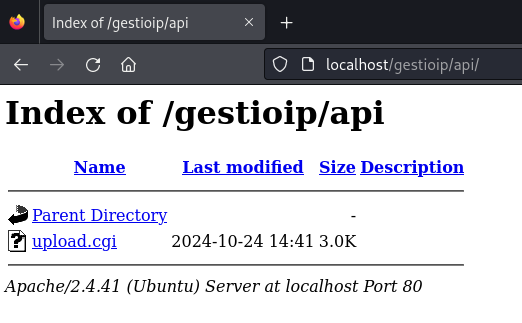 Index of /gestioip/api
localhost/gestioip/api/
Index of /gestioip/api
Name Last modified Size Description
Parent Directory -
upload.cgi 2024-10-24 14:41 3.0K
Apache/2.4.41 (Ubuntu) Server at localhost Port 80